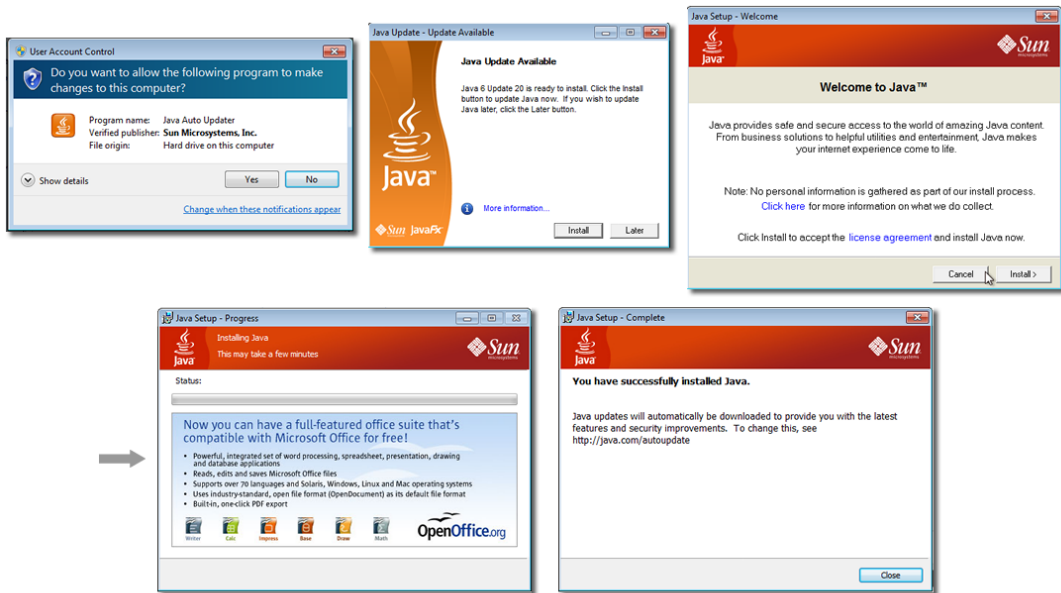 User Account Control
Do you want to allow the following program to make
changes to this computer?
Program name: Java Auto Updater
Verified publisher: Sun Microsystems, Inc.
File origin: Hard drive on this computer
Show details
Yes
No
Change when these notifications appear
Java Update - Update Available
Java™
Sun JavaFx
Java Update Available
Java 6 Update 20 is ready to install. Click the Install
button to update Java now. If you wish to update
Java later, click the Later button.
More information...
Install
Later
Java Setup - Welcome
Java
Sun
microsystems
Welcome to Java™
Java provides safe and secure access to the world of amazing Java content.
From business solutions to helpful utilities and entertainment, Java makes
your internet experience come to life.
Note: No personal information is gathered as part of our install process.
Click here for more information on what we do collect.
Click Install to accept the license agreement and install Java now.
Cancel
Install >
Java Setup - Progress
Java
Installing Java
This may take a few minutes
Sun
microsystems
Status:
Now you can have a full-featured office suite that's
compatible with Microsoft Office for free!
• Powerful, integrated set of word processing, spreadsheet, presentation, drawing
and database applications
• Reads, edits and saves Microsoft Office files
• Supports over 70 languages and Solaris, Windows, Linux and Mac operating systems
• Uses industry-standard, open file format (OpenDocument) as its default file format
• Built-in, one-click PDF export
Writer
Calc
Impress
Base
Draw
Math
OpenOffice.org
Java Setup - Complete
Java
Sun
microsystems
You have successfully installed Java.
Java updates will automatically be downloaded to provide you with the latest
features and security improvements. To change this, see
http://java.com/autoupdate
Close